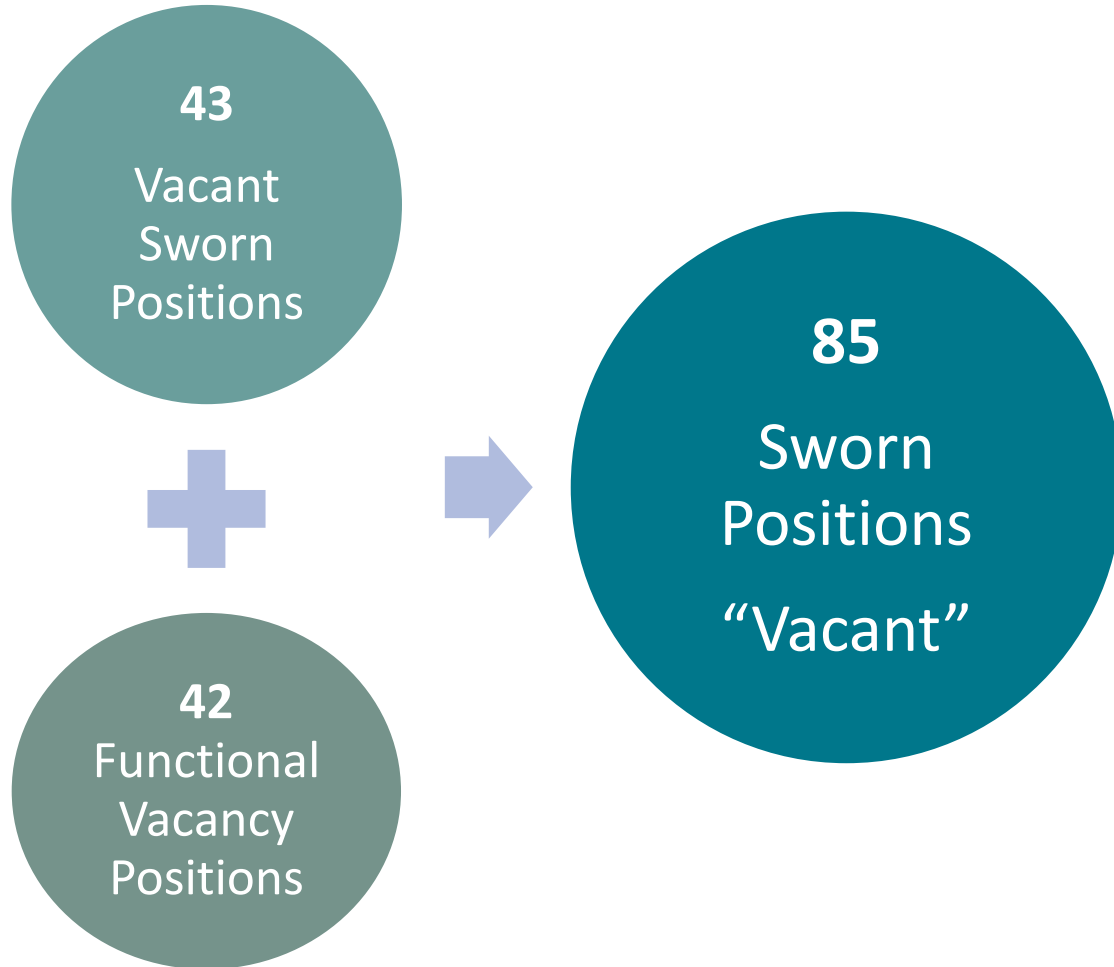 43
Vacant
Sworn
Positions
42
Functional
Vacancy
Positions
85
Sworn
Positions
“Vacant”